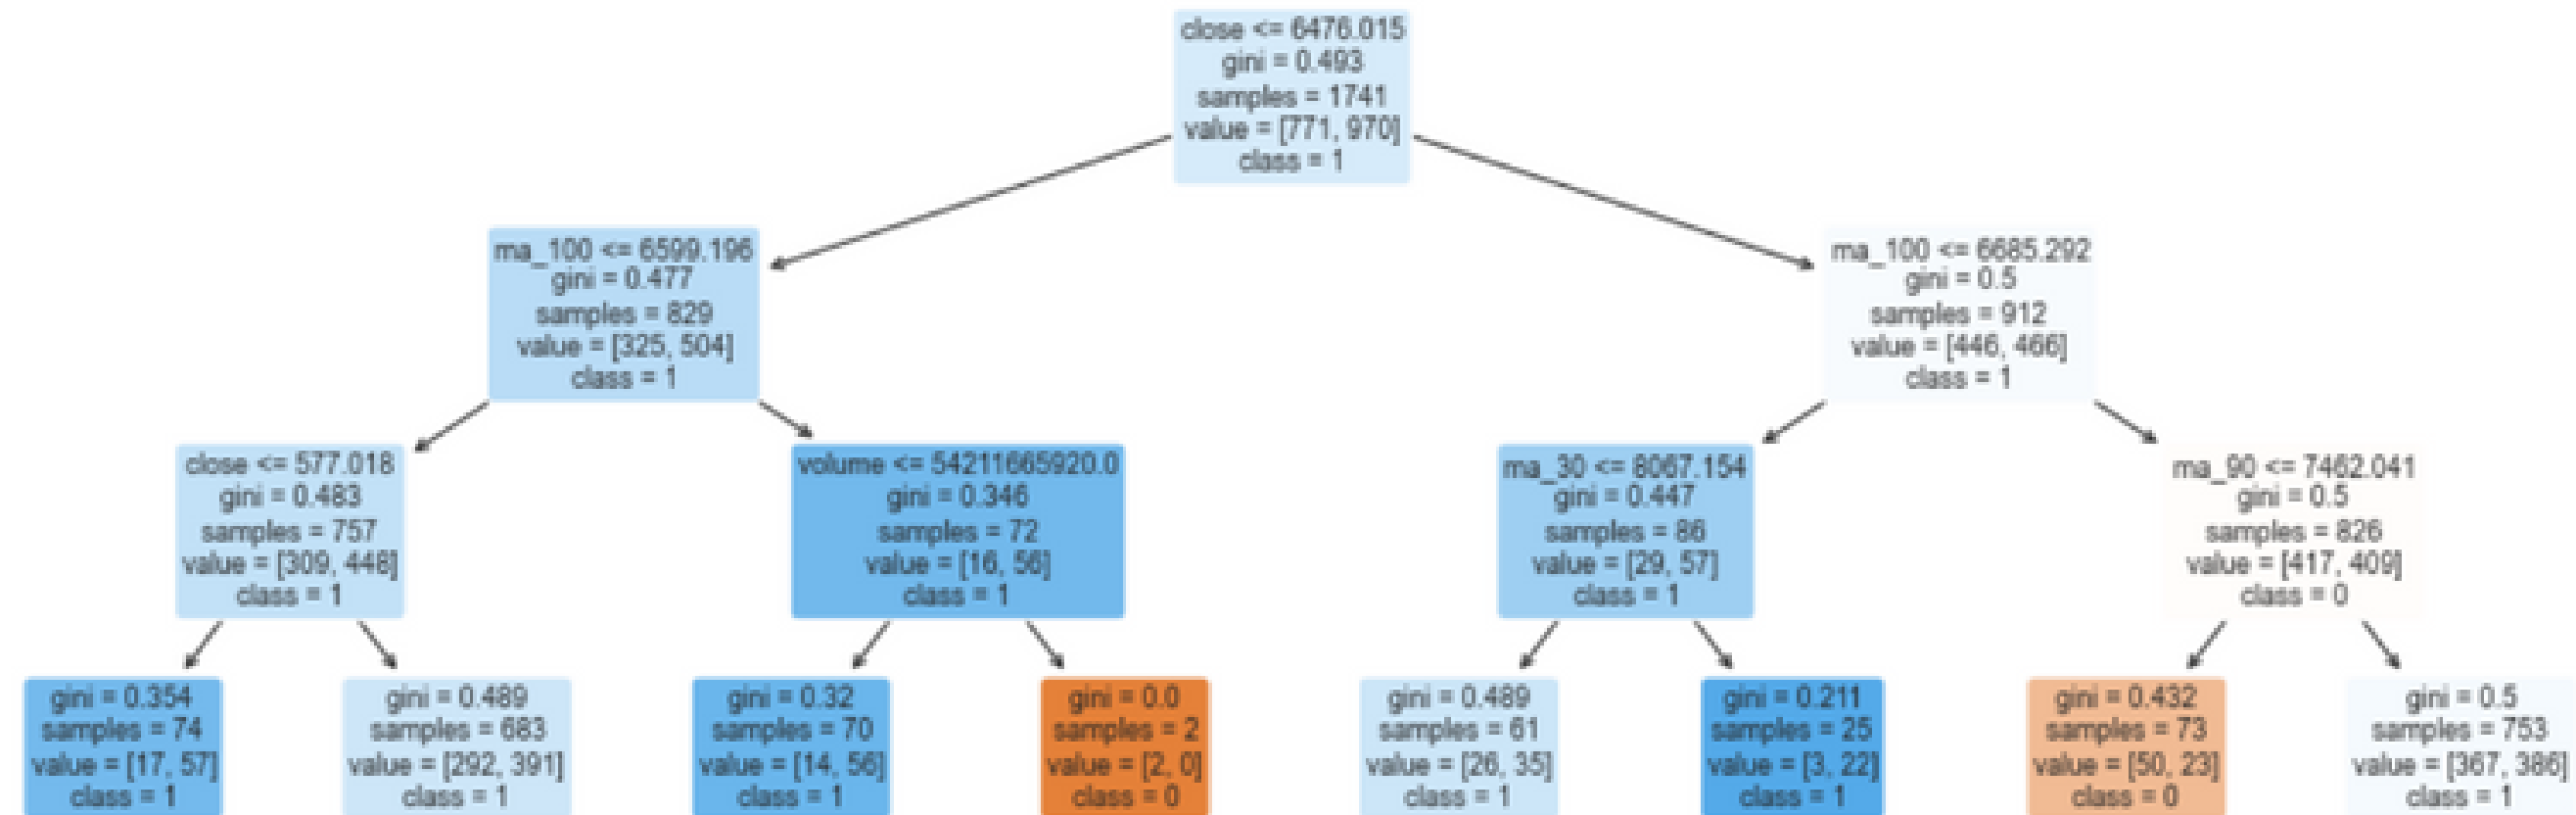 close <= 6476.015
gini = 0.493
samples = 1741
value = [771, 970]
class = 1
ma_100 <= 6599.196
gini = 0.477
samples = 829
value = [325, 504]
class = 1
ma_100 <= 6685.292
gini = 0.5
samples = 912
value = [446, 466]
class = 1
close <= 577.018
gini = 0.483
samples = 757
value = [309, 448]
class = 1
volume <= 54211665920.0
gini = 0.346
samples = 72
value = [16, 56]
class = 1
ma_30 <= 8067.154
gini = 0.447
samples = 86
value = [29, 57]
class = 1
ma_90 <= 7462.041
gini = 0.5
samples = 826
value = [417, 409]
class = 0
gini = 0.354
samples = 74
value = [17, 57]
class = 1
gini = 0.489
samples = 683
value = [292, 391]
class = 1
gini = 0.32
samples = 70
value = [14, 56]
class = 1
gini = 0.0
samples = 2
value = [2, 0]
class = 0
gini = 0.489
samples = 61
value = [26, 35]
class = 1
gini = 0.211
samples = 25
value = [3, 22]
class = 1
gini = 0.432
samples = 73
value = [50, 23]
class = 0
gini = 0.5
samples = 753
value = [367, 386]
class = 1